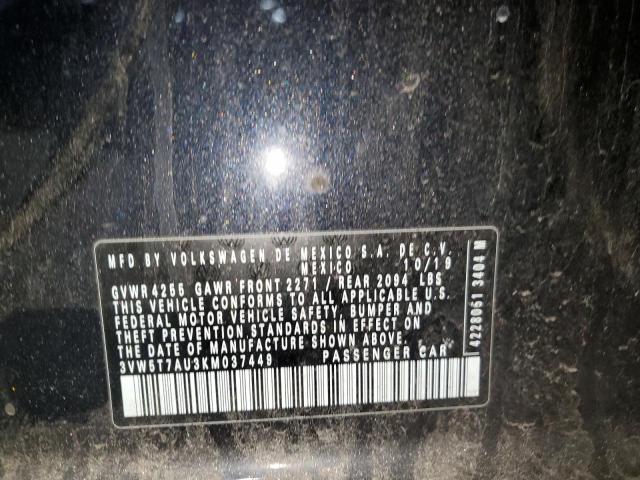 MFD BY VOLKSWAGEN DE MEXICO S.A. DE C.V.
MEXICO 10/19
GVWR 4255 GAWR FRONT 2271 / REAR 2094 LBS
THIS VEHICLE CONFORMS TO ALL APPLICABLE U.S.
FEDERAL MOTOR VEHICLE SAFETY, BUMPER AND
THEFT PREVENTION STANDARDS IN EFFECT ON
THE DATE OF MANUFACTURE SHOWN ABOVE.
3VW5T7AU3KM037449 PASSENGER CAR
4228061 3404 M